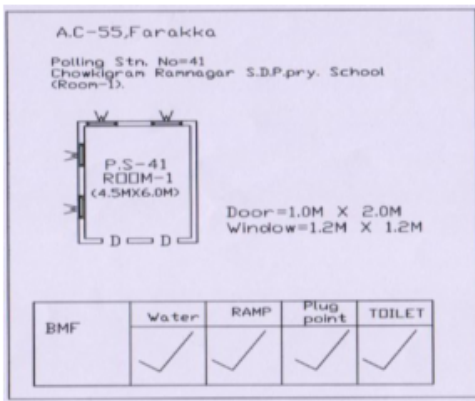 A.C-55,Farakka
Polling Stn. No=41
Chowkigram Ramnagar S.D.P.pry. School
(Room-1).
W W
W
P.S-41
ROOM-1
(4.5MX6.0M)
W
Door=1.0M X 2.0M
Window=1.2M X 1.2M
D D
BMF Water RAMP Plug point TOILET